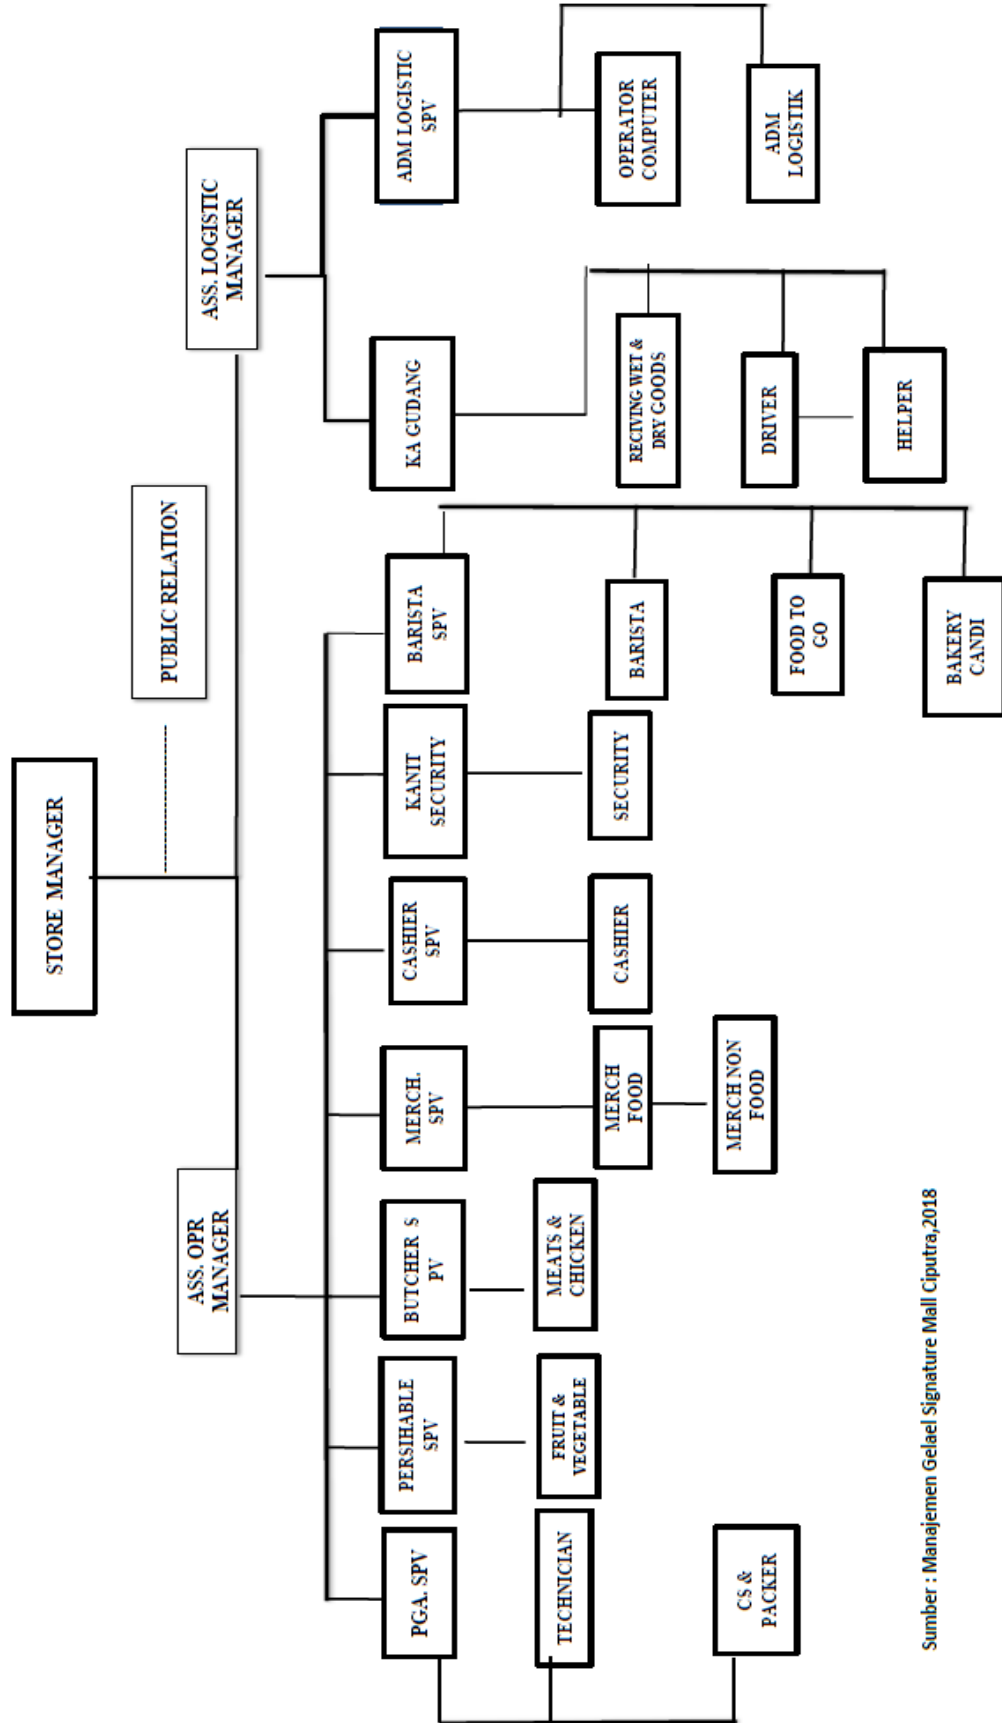 STORE MANAGER
PUBLIC RELATION
ASS. OPR
MANAGER
ASS. LOGISTIC
MANAGER
PGA. SPV
PERSIHABLE
SPV
BUTCHER S
PV
MERCH.
SPV
CASHIER
SPV
KANIT
SECURITY
BARISTA
SPV
KA GUDANG
ADM LOGISTIC
SPV
TECHNICIAN
FRUIT &
VEGETABLE
MEATS &
CHICKEN
MERCH
FOOD
CASHIER
SECURITY
BARISTA
RECIVING WET &
DRY GOODS
OPERATOR
COMPUTER
CS &
PACKER
MERCH NON
FOOD
FOOD TO
GO
DRIVER
ADM
LOGISTIK
BAKERY
CANDI
HELPER
Sumber : Manajemen Gelael Signature Mall Ciputra,2018